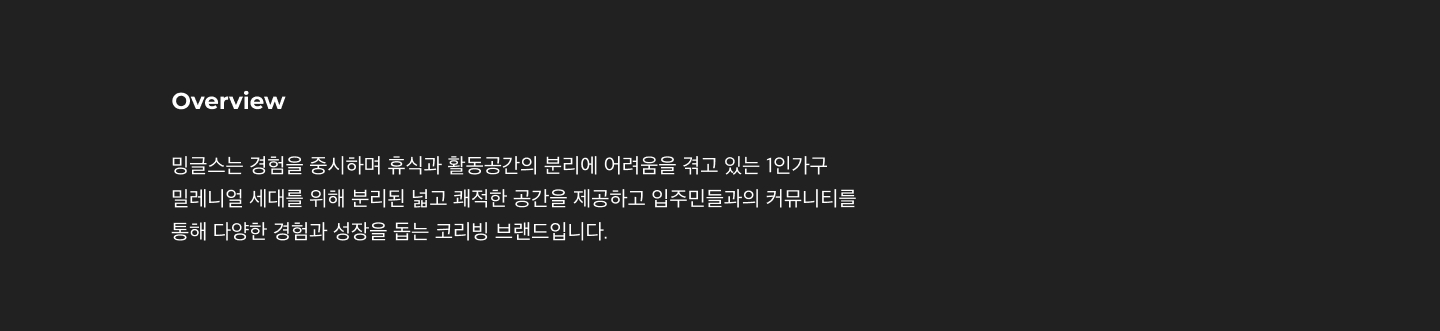 Overview
밍글스는 경험을 중시하며 휴식과 활동공간의 분리에 어려움을 겪고 있는 1인가구
밀레니얼 세대를 위해 분리된 넓고 쾌적한 공간을 제공하고 입주민들과의 커뮤니티를
통해 다양한 경험과 성장을 돕는 코리빙 브랜드입니다.